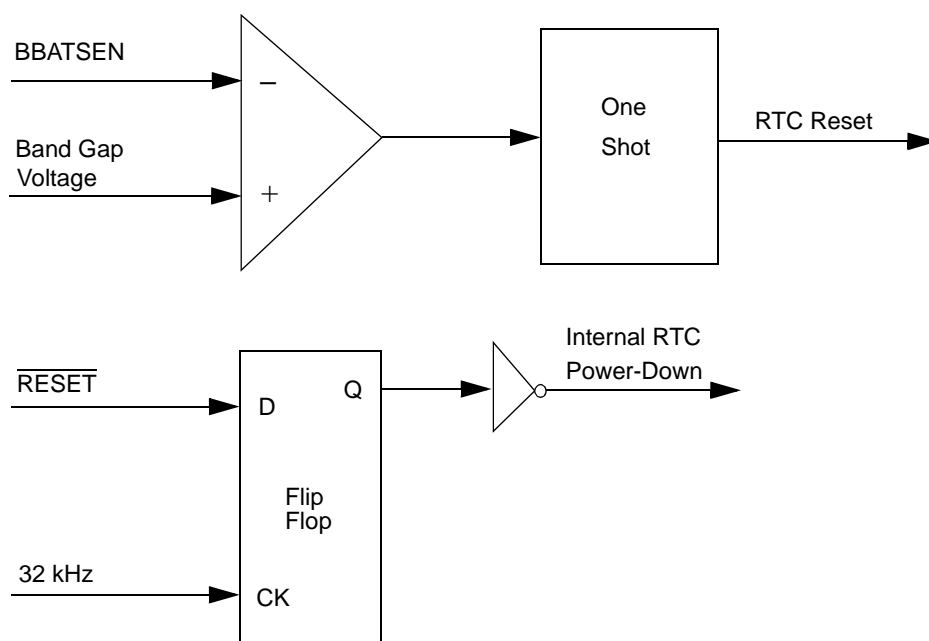 BBATSEN
−
One
Shot
RTC Reset
Band Gap
Voltage
+
Internal RTC
Power-Down
RESET
D
Q
Flip
Flop
32 kHz
CK